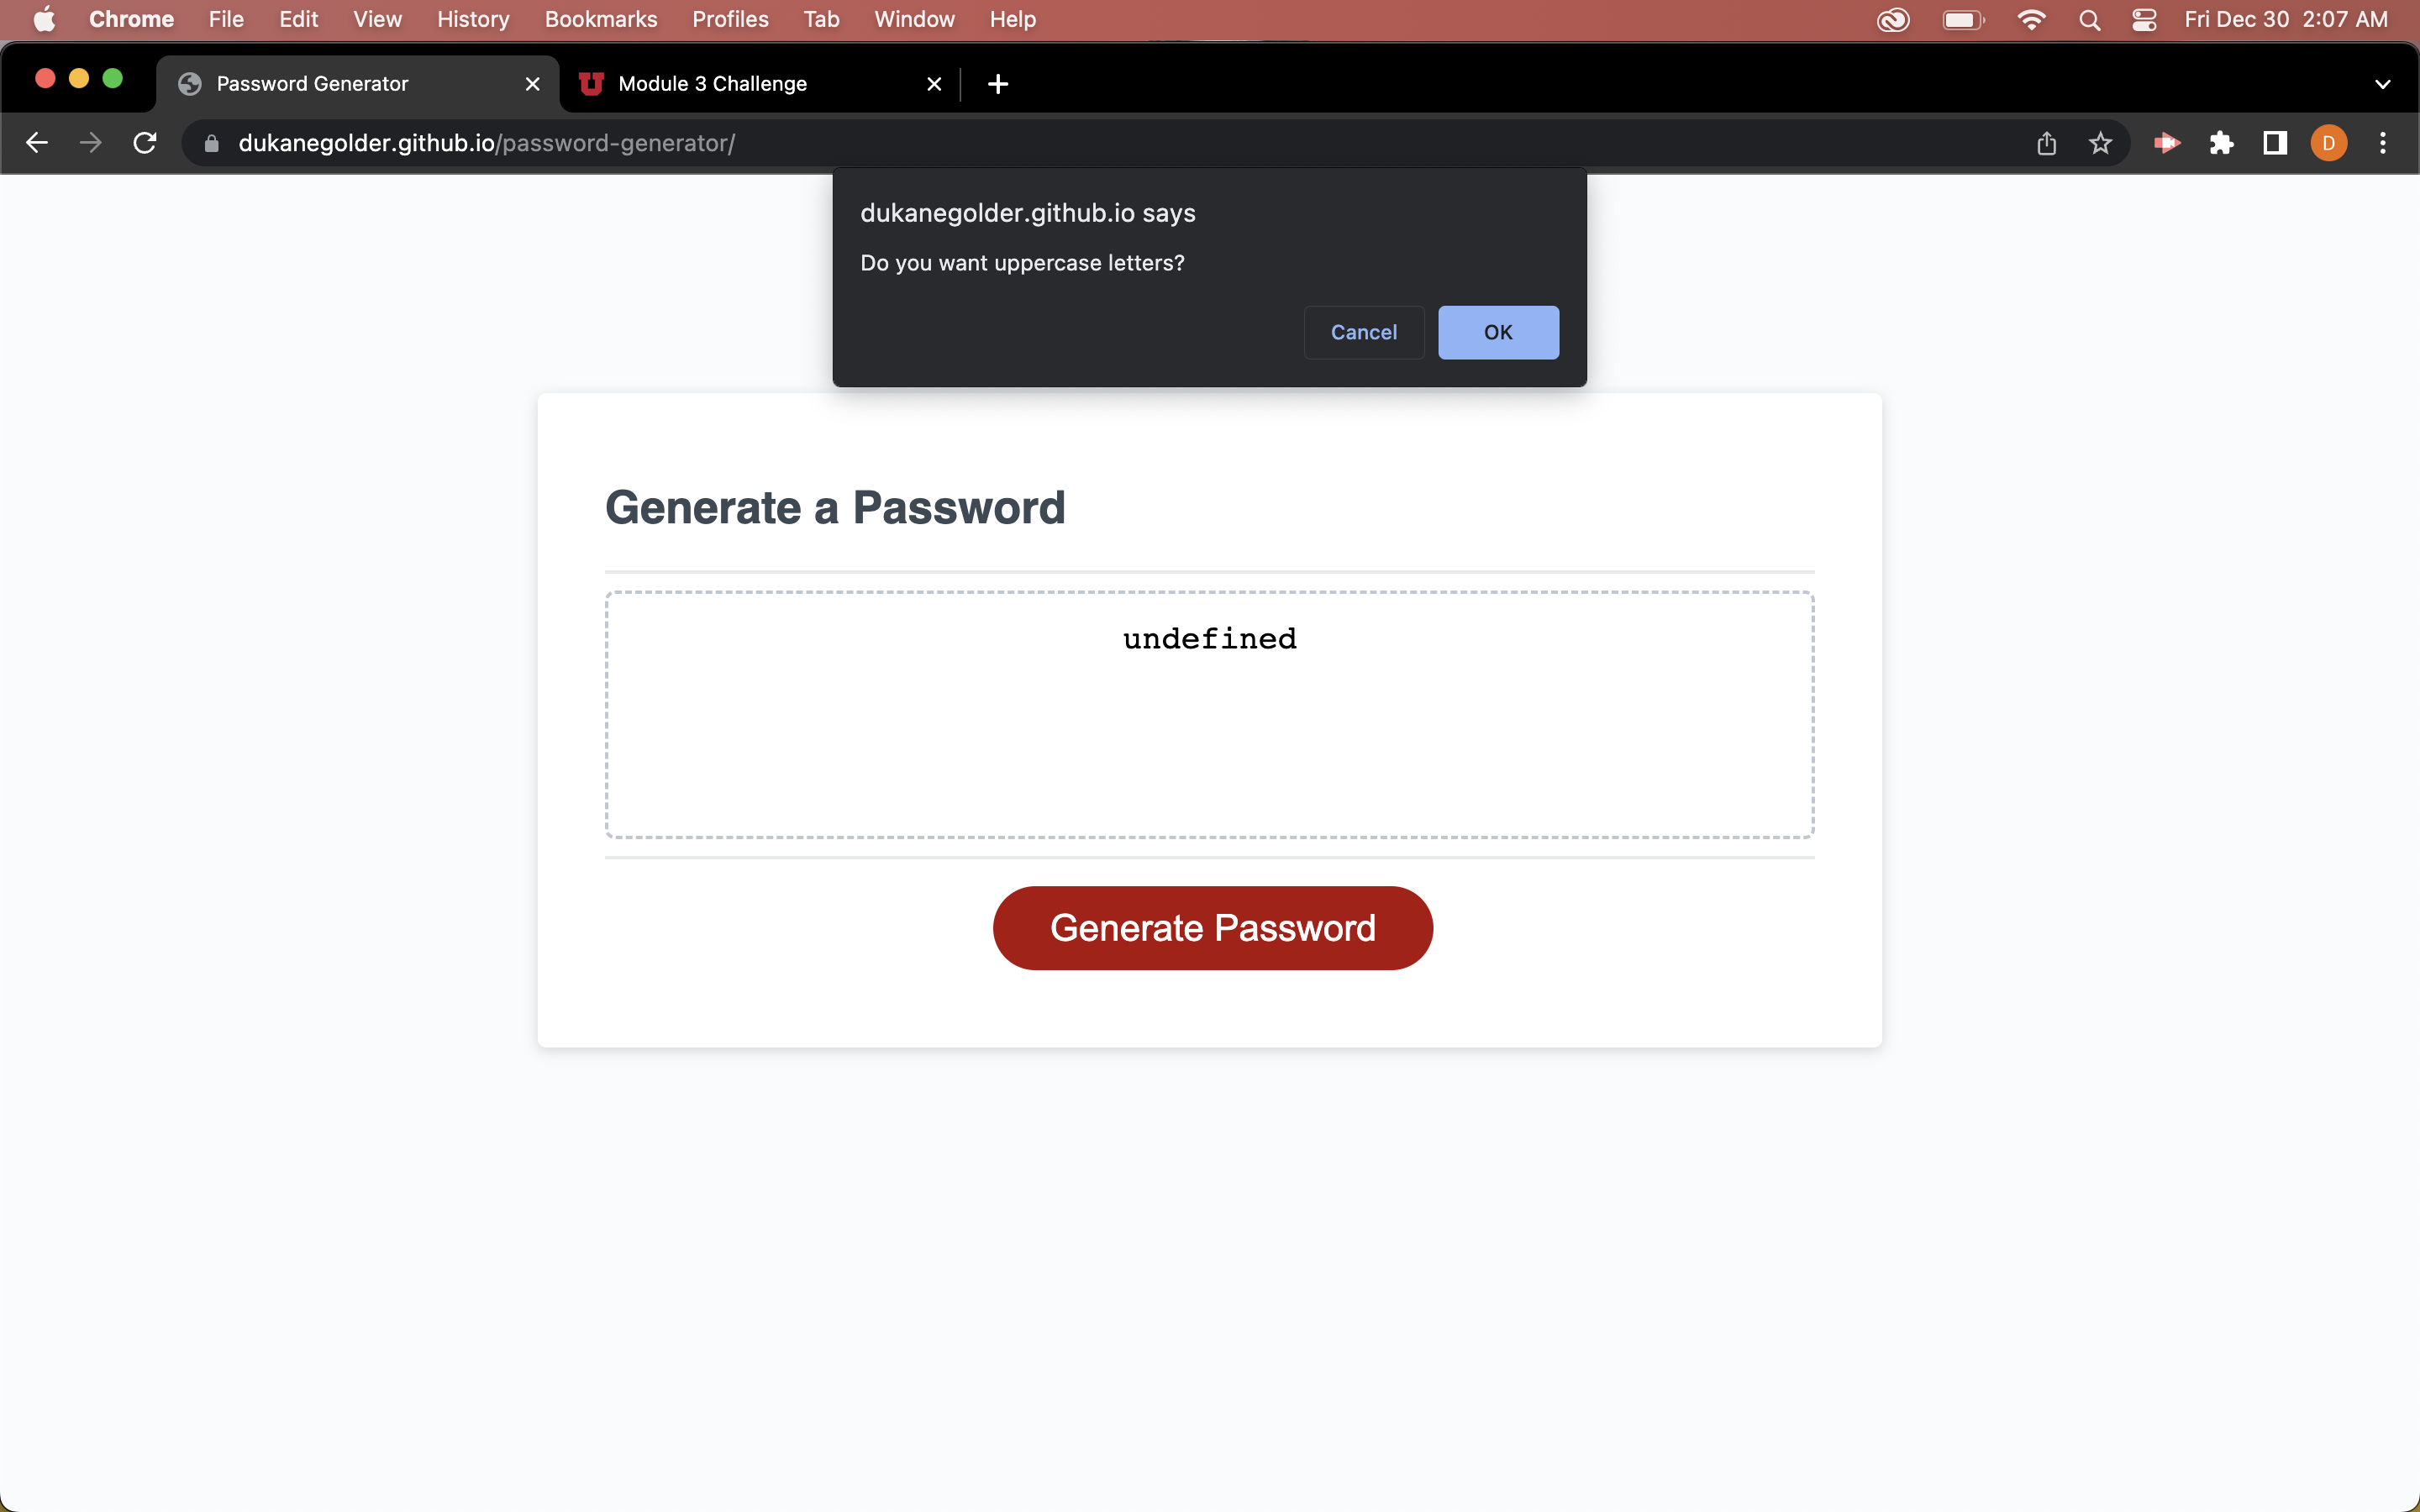 Chrome File Edit View History Bookmarks Profiles Tab Window Help Fri Dec 30 2:07 AM
Password Generator Module 3 Challenge
dukanegolder.github.io/password-generator/ D
dukanegolder.github.io says
Do you want uppercase letters?
Cancel OK
Generate a Password
undefined
Generate Password